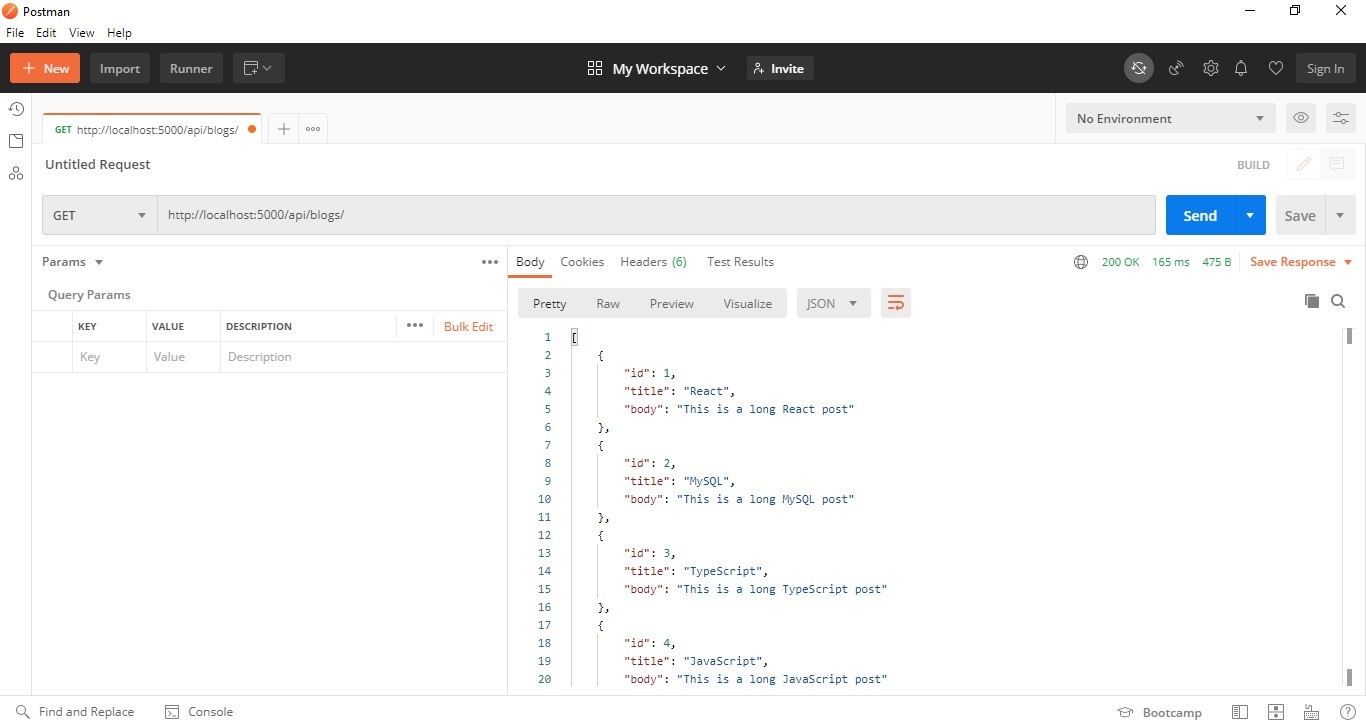 Postman
File Edit View Help
New Import Runner My Workspace Invite Sign In
GET http://localhost:5000/api/blogs/ No Environment
Untitled Request BUILD
GET http://localhost:5000/api/blogs/ Send Save
Params Body Cookies Headers (6) Test Results 200 OK 165 ms 475 B Save Response
Query Params
KEY VALUE DESCRIPTION Bulk Edit
Key Value Description
Pretty Raw Preview Visualize JSON
1 [
2 {
3 "id": 1,
4 "title": "React",
5 "body": "This is a long React post"
6 },
7 {
8 "id": 2,
9 "title": "MySQL",
10 "body": "This is a long MySQL post"
11 },
12 {
13 "id": 3,
14 "title": "TypeScript",
15 "body": "This is a long TypeScript post"
16 },
17 {
18 "id": 4,
19 "title": "JavaScript",
20 "body": "This is a long JavaScript post"
Find and Replace Console Bootcamp